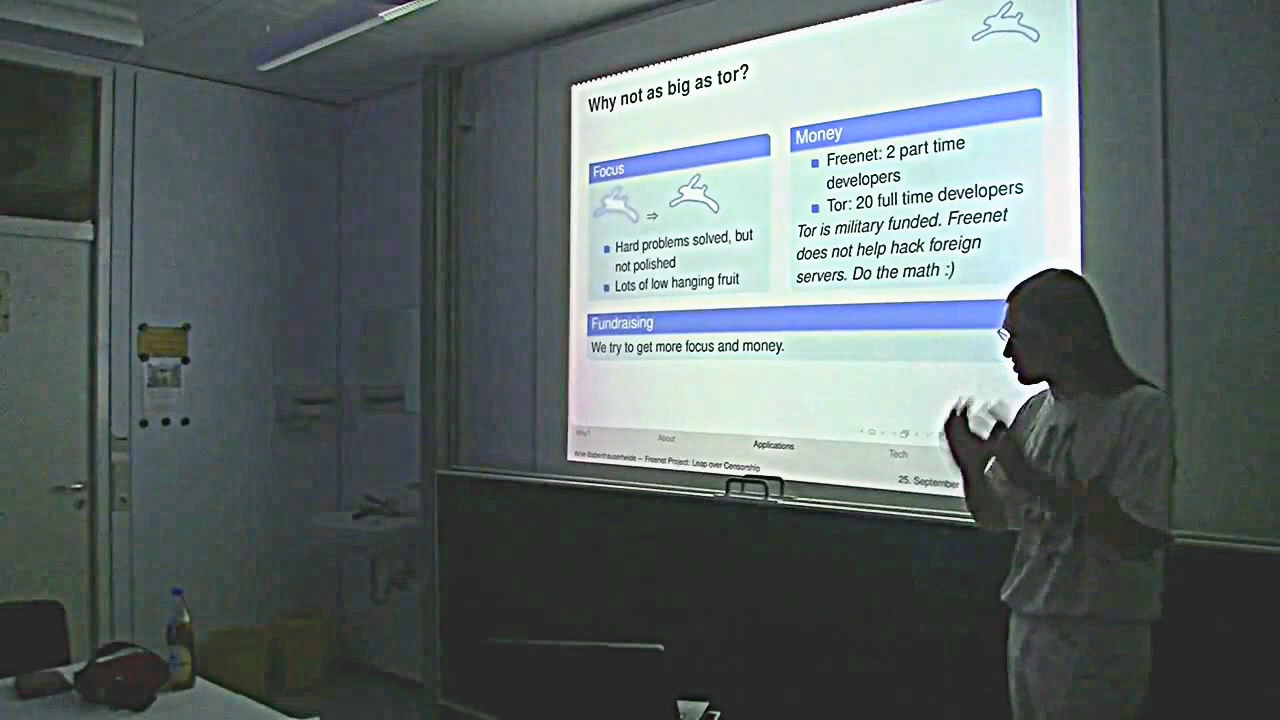 Why not as big as tor?
Focus
⇒
Hard problems solved, but
not polished
Lots of low hanging fruit
Money
Freenet: 2 part time
developers
Tor: 20 full time developers
Tor is military funded. Freenet
does not help hack foreign
servers. Do the math :)
Fundraising
We try to get more focus and money.
Why? About Applications Tech
Arne Babenhauserheide — Freenet Project: Leap over Censorship
25. September